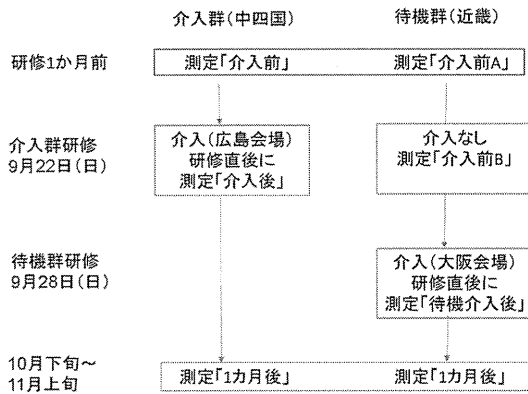 介入群(中四国)
待機群(近畿)
研修1か月前
測定「介入前」
測定「介入前A」
介入群研修
9月22日(日)
介入(広島会場)
研修直後に
測定「介入後」
介入なし
測定「介入前B」
待機群研修
9月28日(日)
介入(大阪会場)
研修直後に
測定「待機介入後」
10月下旬～
11月上旬
測定「1カ月後」
測定「1カ月後」